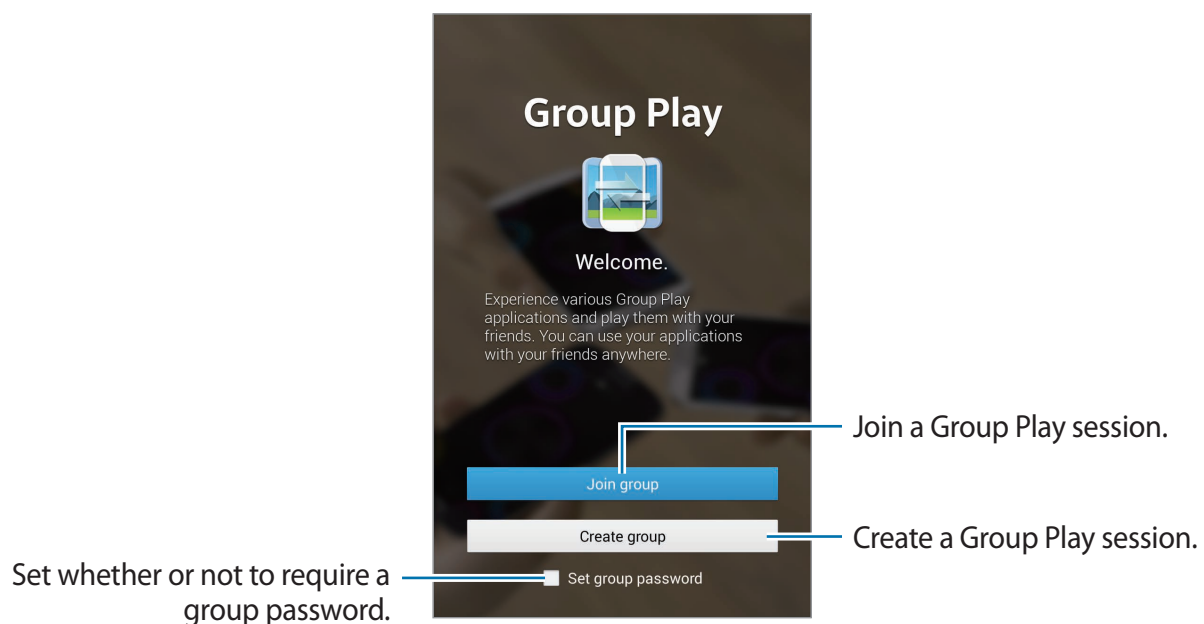 Group Play
Welcome.
Experience various Group Play
applications and play them with your
friends. You can use your applications
with your friends anywhere.
Join a Group Play session.
Join group
Create group
Create a Group Play session.
Set whether or not to require a
group password.
Set group password